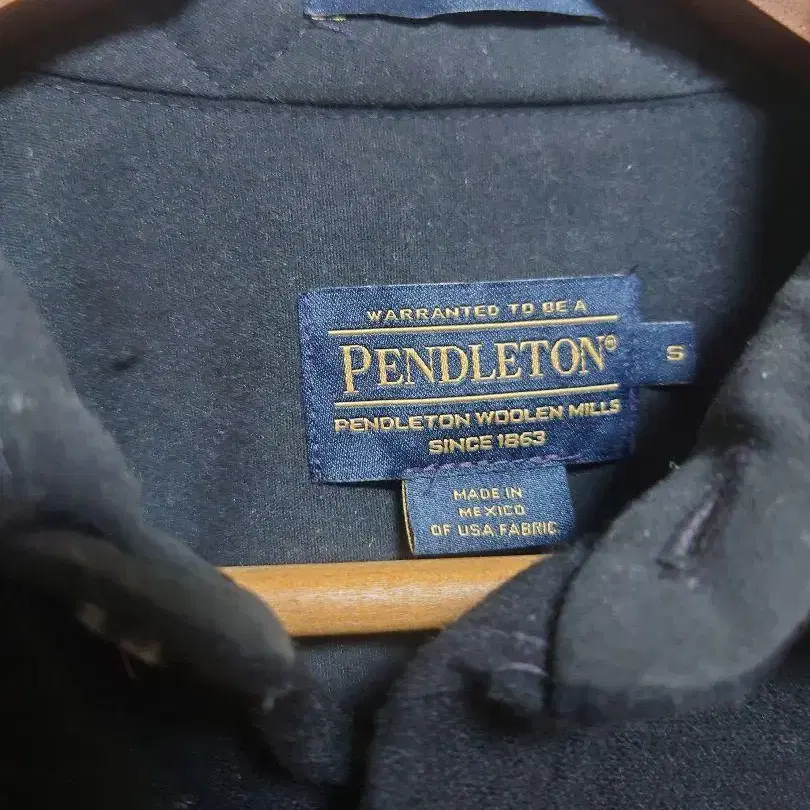 WARRANTED TO BE A
PENDLETON®
S
PENDLETON WOOLEN MILLS
SINCE 1863
MADE IN
MEXICO
OF USA FABRIC